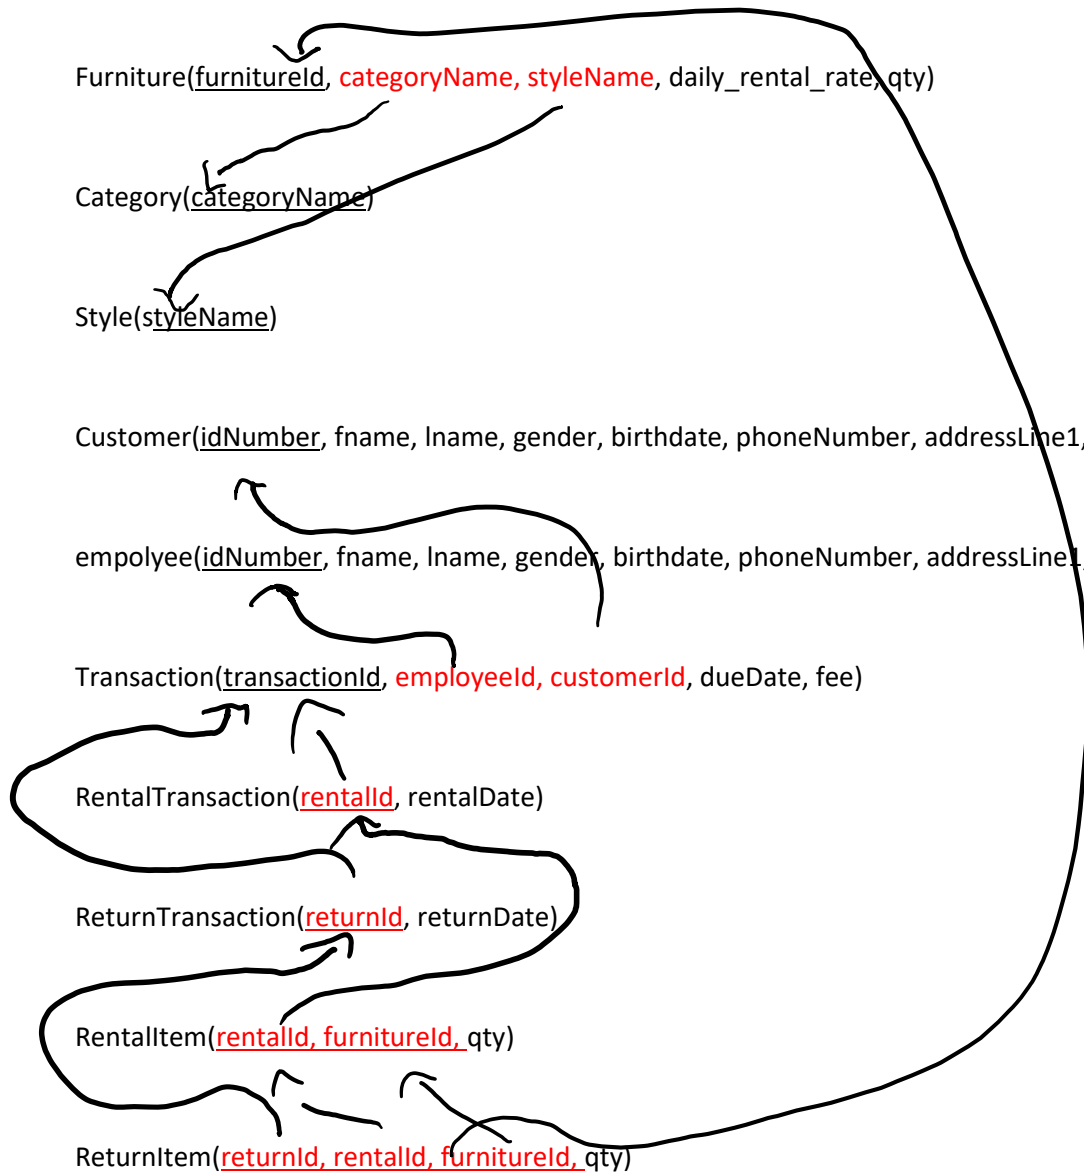 Furniture(furnitureId, categoryName, styleName, daily_rental_rate, qty)
Category(categoryName)
Style(styleName)
Customer(idNumber, fname, lname, gender, birthdate, phoneNumber, addressLine1,
empolyee(idNumber, fname, lname, gender, birthdate, phoneNumber, addressLine1,
Transaction(transactionId, employeeId, customerId, dueDate, fee)
RentalTransaction(rentalId, rentalDate)
ReturnTransaction(returnId, returnDate)
RentalItem(rentalId, furnitureId, qty)
ReturnItem(returnId, rentalId, furnitureId, qty)